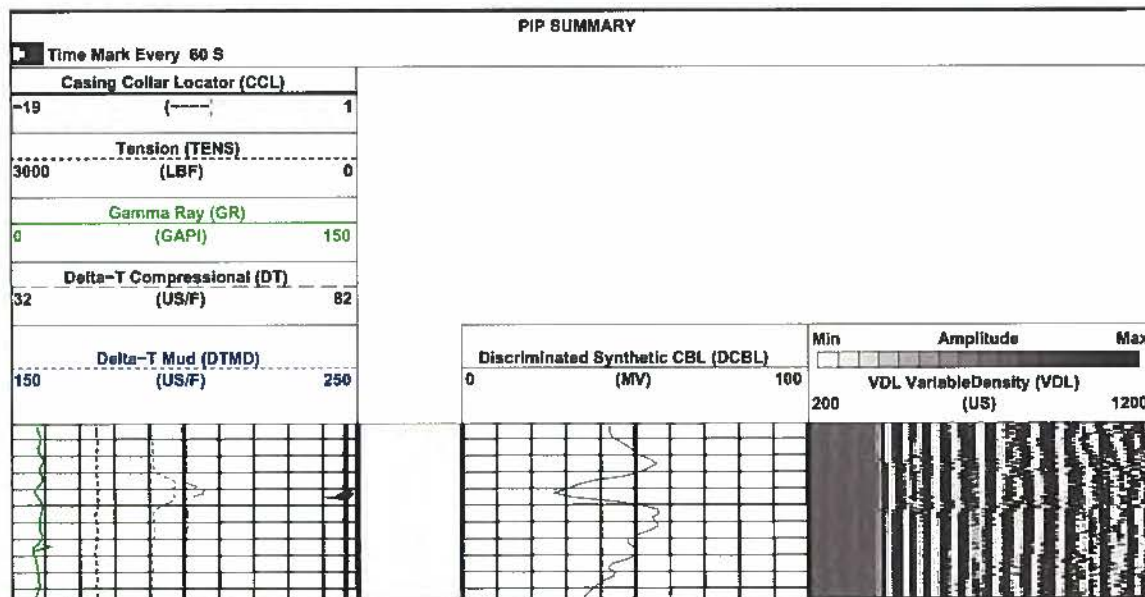 PIP SUMMARY
Time Mark Every 60 S
Casing Collar Locator (CCL)
-19 (----) 1
Tension (TENS)
3000 (LBF) 0
Gamma Ray (GR)
0 (GAPI) 150
Delta-T Compressional (DT)
32 (US/F) 82
Delta-T Mud (DTMD)
150 (US/F) 250
Discriminated Synthetic CBL (DCBL)
0 (MV) 100
Min Amplitude Max
VDL VariableDensity (VDL)
200 (US) 1200